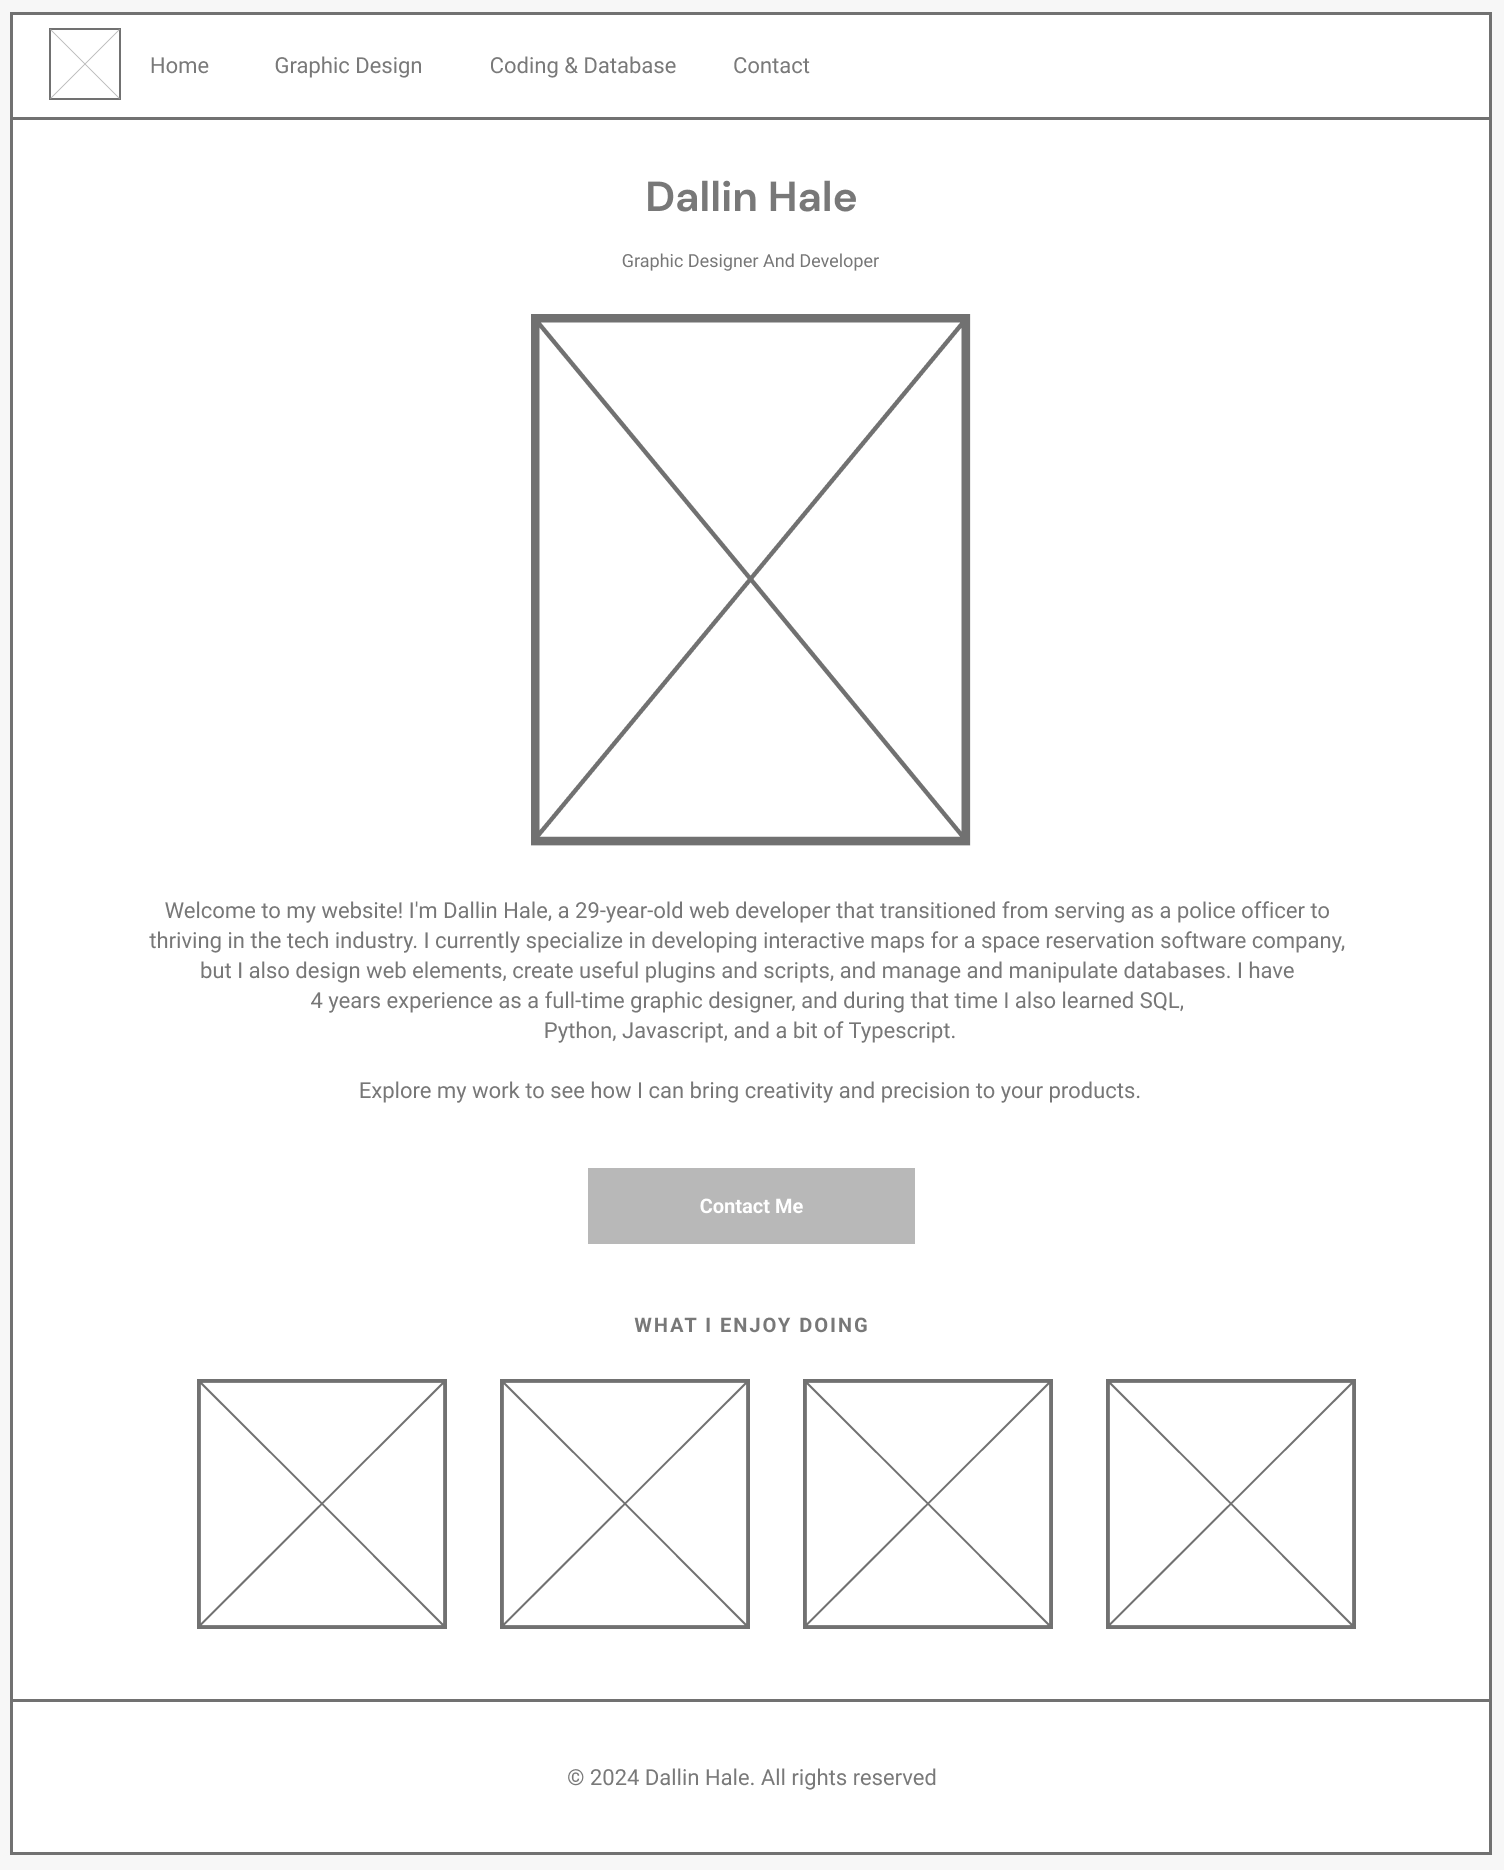 Home Graphic Design Coding & Database Contact
Dallin Hale
Graphic Designer And Developer
Welcome to my website! I'm Dallin Hale, a 29-year-old web developer that transitioned from serving as a police officer to
thriving in the tech industry. I currently specialize in developing interactive maps for a space reservation software company,
but I also design web elements, create useful plugins and scripts, and manage and manipulate databases. I have
4 years experience as a full-time graphic designer, and during that time I also learned SQL,
Python, Javascript, and a bit of Typescript.
Explore my work to see how I can bring creativity and precision to your products.
Contact Me
WHAT I ENJOY DOING
© 2024 Dallin Hale. All rights reserved